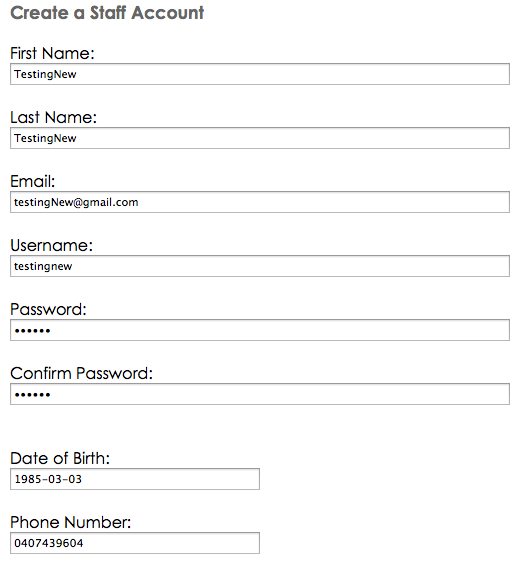 Create a Staff Account
First Name:
TestingNew
Last Name:
TestingNew
Email:
testingNew@gmail.com
Username:
testingnew
Password:
••••••
Confirm Password:
••••••
Date of Birth:
1985-03-03
Phone Number:
0407439604